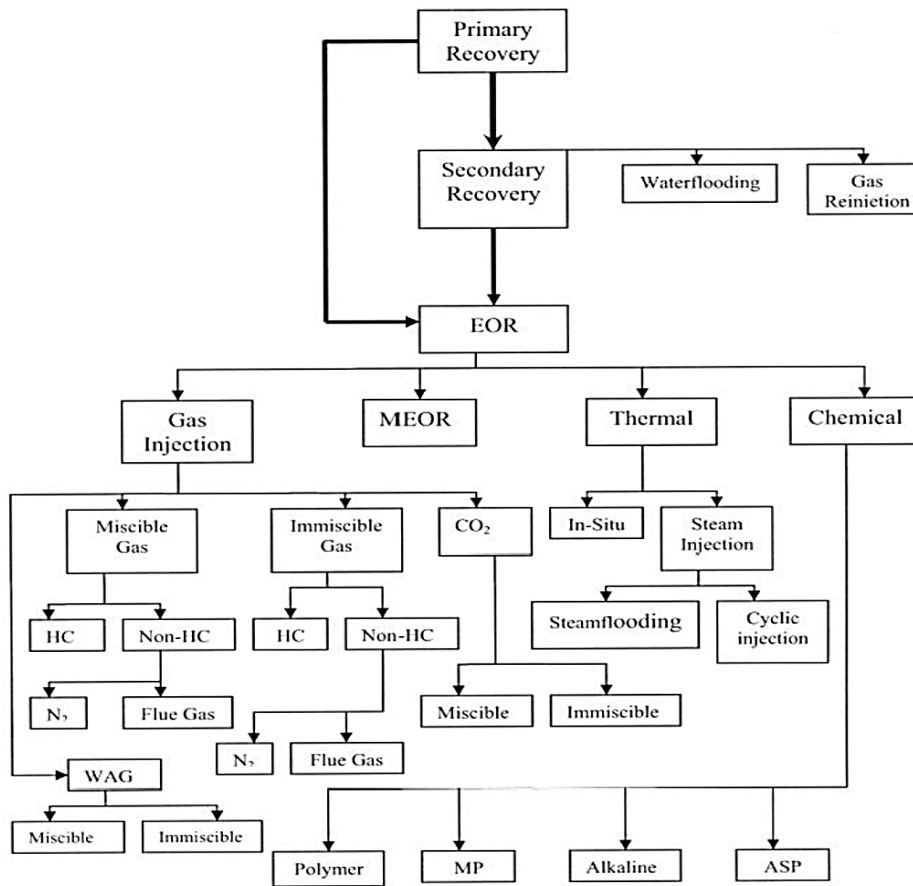 Primary
Recovery
Secondary
Recovery
Waterflooding
Gas
Reinietion
EOR
Gas
Injection
MEOR
Thermal
Chemical
Miscible
Gas
Immiscible
Gas
CO₂
In-Situ
Steam
Injection
HC
Non-HC
HC
Non-HC
Steamflooding
Cyclic
injection
N₂
Flue Gas
Miscible
Immiscible
N₂
Flue Gas
WAG
Miscible
Immiscible
Polymer
MP
Alkaline
ASP